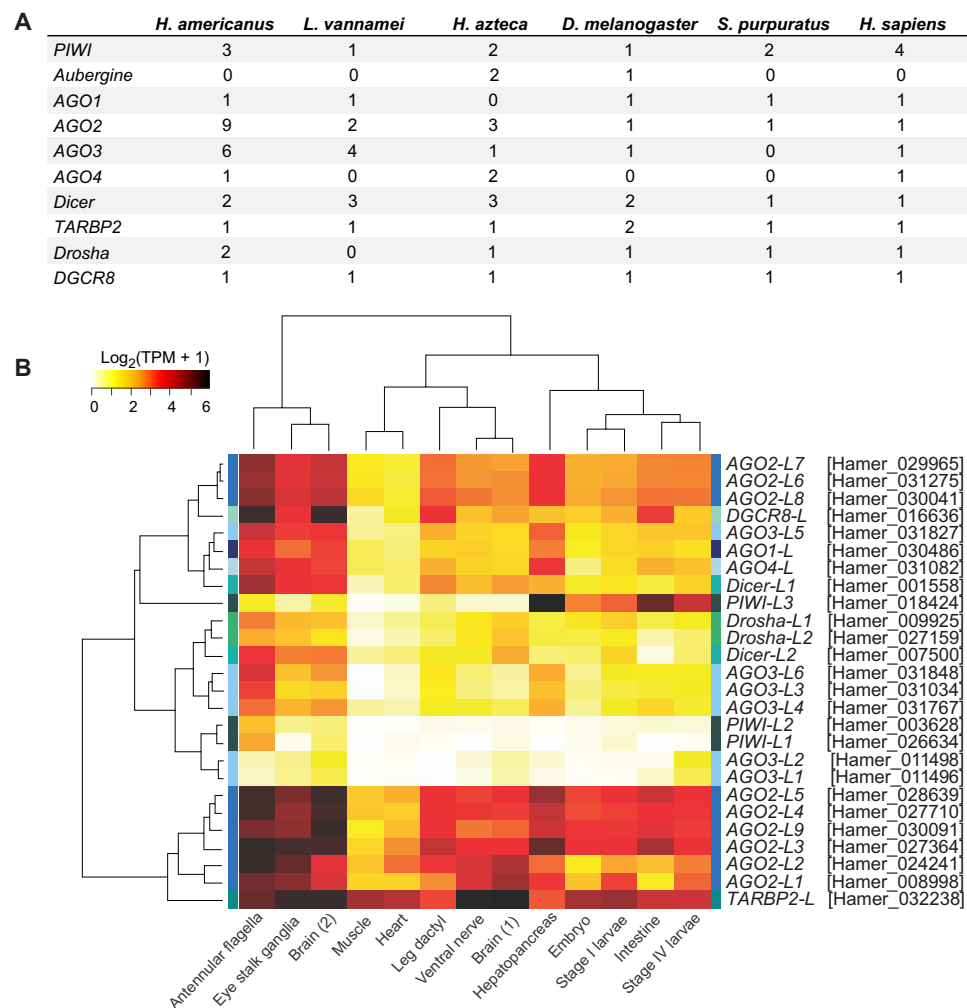 A
H. americanus L. vannamei H. azteca D. melanogaster S. purpuratus H. sapiens
PIWI 3 1 2 1 2 4
Aubergine 0 0 2 1 0 0
AGO1 1 1 0 1 1 1
AGO2 9 2 3 1 1 1
AGO3 6 4 1 1 0 1
AGO4 1 0 2 0 0 1
Dicer 2 3 3 2 1 1
TARBP2 1 1 1 2 1 1
Drosha 2 0 1 1 1 1
DGCR8 1 1 1 1 1 1
B
Log2(TPM + 1)
0 2 4 6
AGO2-L7 [Hamer_029965]
AGO2-L6 [Hamer_031275]
AGO2-L8 [Hamer_030041]
DGCR8-L [Hamer_016636]
AGO3-L5 [Hamer_031827]
AGO1-L [Hamer_030486]
AGO4-L [Hamer_031082]
Dicer-L1 [Hamer_001558]
PIWI-L3 [Hamer_018424]
Drosha-L1 [Hamer_009925]
Drosha-L2 [Hamer_027159]
Dicer-L2 [Hamer_007500]
AGO3-L6 [Hamer_031848]
AGO3-L3 [Hamer_031034]
AGO3-L4 [Hamer_031767]
PIWI-L2 [Hamer_003628]
PIWI-L1 [Hamer_026634]
AGO3-L2 [Hamer_011498]
AGO3-L1 [Hamer_011496]
AGO2-L5 [Hamer_028639]
AGO2-L4 [Hamer_027710]
AGO2-L9 [Hamer_030091]
AGO2-L3 [Hamer_027364]
AGO2-L2 [Hamer_024241]
AGO2-L1 [Hamer_008998]
TARBP2-L [Hamer_032238]
Antennular flagella
Eye stalk ganglia
Brain (2)
Muscle
Heart
Leg dactyl
Ventral nerve
Brain (1)
Hepatopancreas
Embryo
Stage I larvae
Intestine
Stage IV larvae